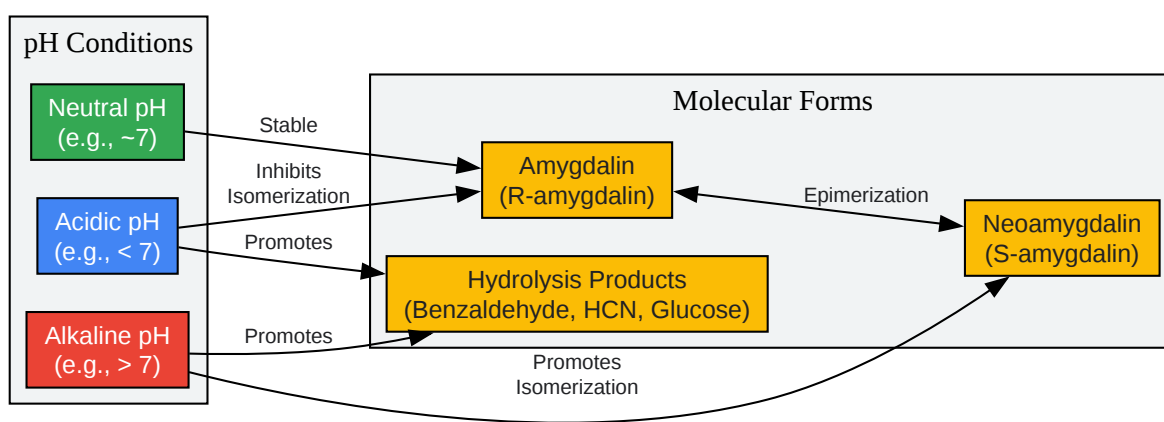 pH Conditions
Neutral pH
(e.g., ~7)
Acidic pH
(e.g., < 7)
Alkaline pH
(e.g., > 7)
Stable
Inhibits
Isomerization
Promotes
Promotes
Promotes
Isomerization
Molecular Forms
Amygdalin
(R-amygdalin)
Epimerization
Neoamygdalin
(S-amygdalin)
Hydrolysis Products
(Benzaldehyde, HCN, Glucose)